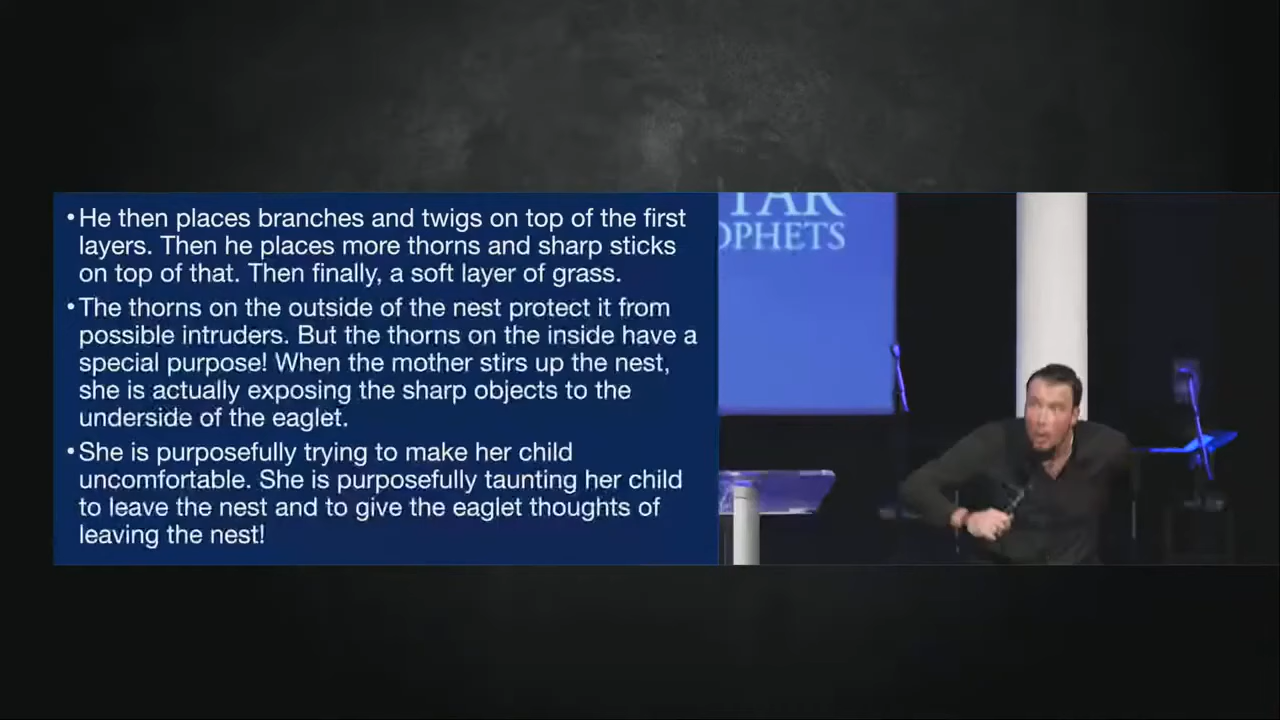 •He then places branches and twigs on top of the first
layers. Then he places more thorns and sharp sticks
on top of that. Then finally, a soft layer of grass.
•The thorns on the outside of the nest protect it from
possible intruders. But the thorns on the inside have a
special purpose! When the mother stirs up the nest,
she is actually exposing the sharp objects to the
underside of the eaglet.
•She is purposefully trying to make her child
uncomfortable. She is purposefully taunting her child
to leave the nest and to give the eaglet thoughts of
leaving the nest!
TAR
OPHETS